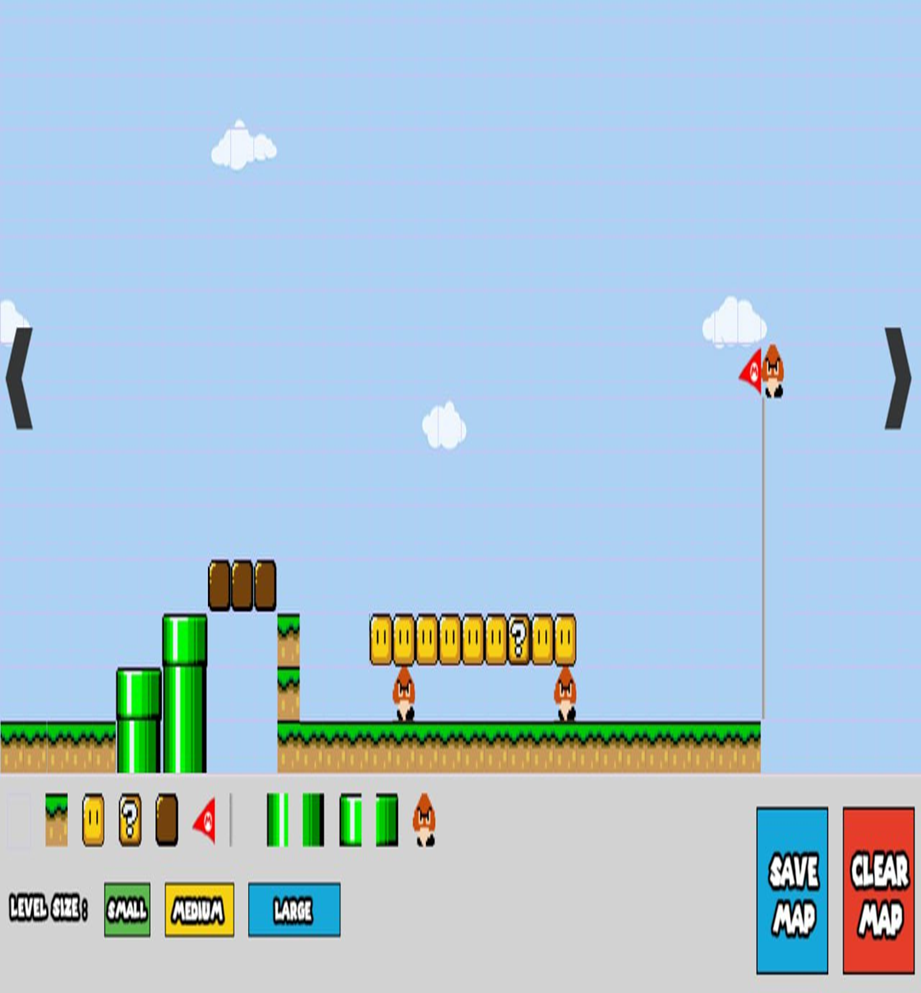 ?
M
M
?
M
LEVEL SIZE :
SMALL
MEDIUM
LARGE
SAVE
MAP
CLEAR
MAP